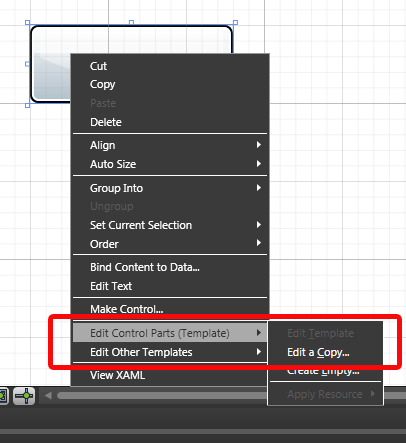 Cut
Copy
Paste
Delete
Align
Auto Size
Group Into
Ungroup
Set Current Selection
Order
Bind Content to Data...
Edit Text
Make Control...
Edit Control Parts (Template)
Edit Template
Edit Other Templates
Edit a Copy...
Create Empty...
View XAML
Apply Resource